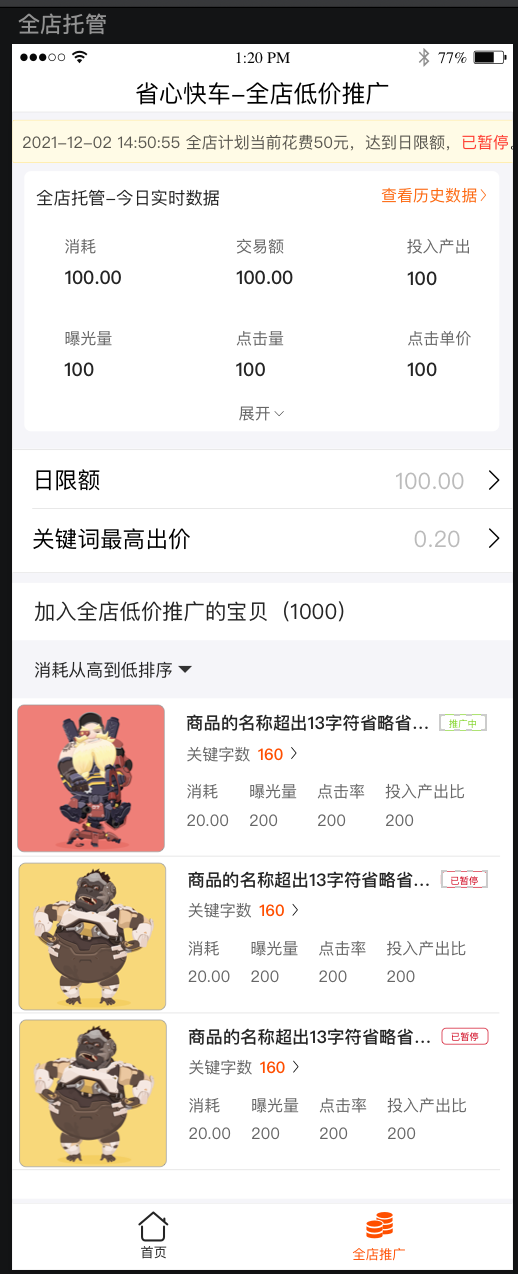 全店托管
1:20 PM 77%
省心快车-全店低价推广
2021-12-02 14:50:55 全店计划当前花费50元，达到日限额，已暂停。
全店托管-今日实时数据 查看历史数据
消耗 交易额 投入产出
100.00 100.00 100
曝光量 点击量 点击单价
100 100 100
展开
日限额 100.00
关键词最高出价 0.20
加入全店低价推广的宝贝（1000）
消耗从高到低排序
商品的名称超出13字符省略省... 推广中
关键字数 160
消耗 曝光量 点击率 投入产出比
20.00 200 200 200
商品的名称超出13字符省略省... 已暂停
关键字数 160
消耗 曝光量 点击率 投入产出比
20.00 200 200 200
商品的名称超出13字符省略省... 已暂停
关键字数 160
消耗 曝光量 点击率 投入产出比
20.00 200 200 200
首页 全店推广